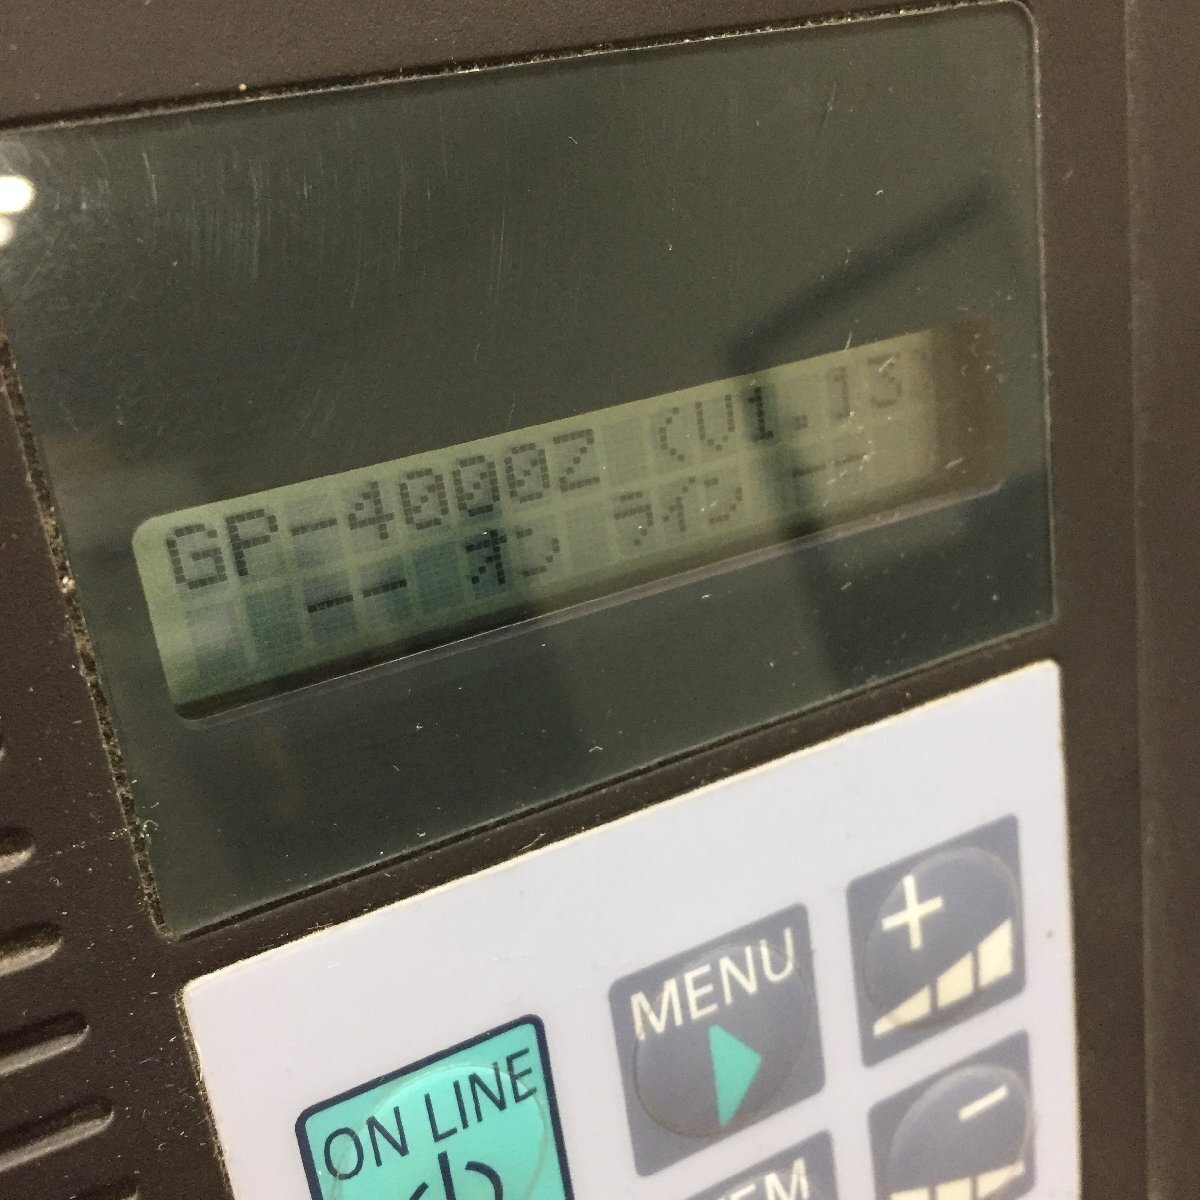 GP-4000Z (V1.13
-- オン ライン --
MENU
+
ON LINE
-